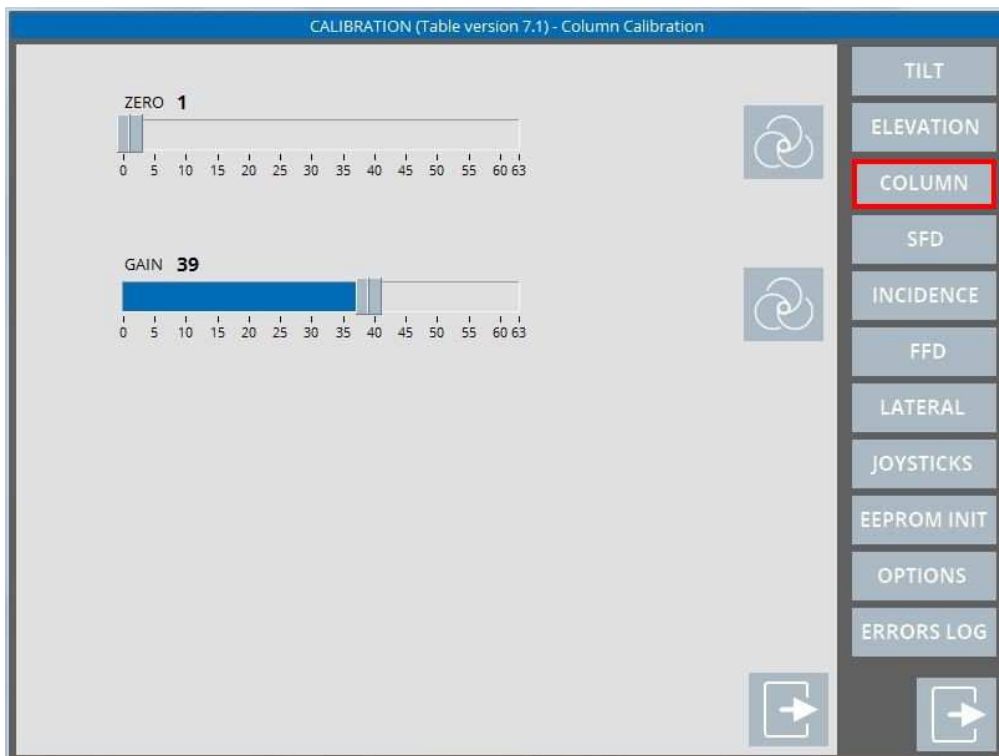 CALIBRATION (Table version 7.1) - Column Calibration
ZERO 1
0 5 10 15 20 25 30 35 40 45 50 55 60 63
GAIN 39
0 5 10 15 20 25 30 35 40 45 50 55 60 63
TILT
ELEVATION
COLUMN
SFD
INCIDENCE
FFD
LATERAL
JOYSTICKS
EEPROM INIT
OPTIONS
ERRORS LOG